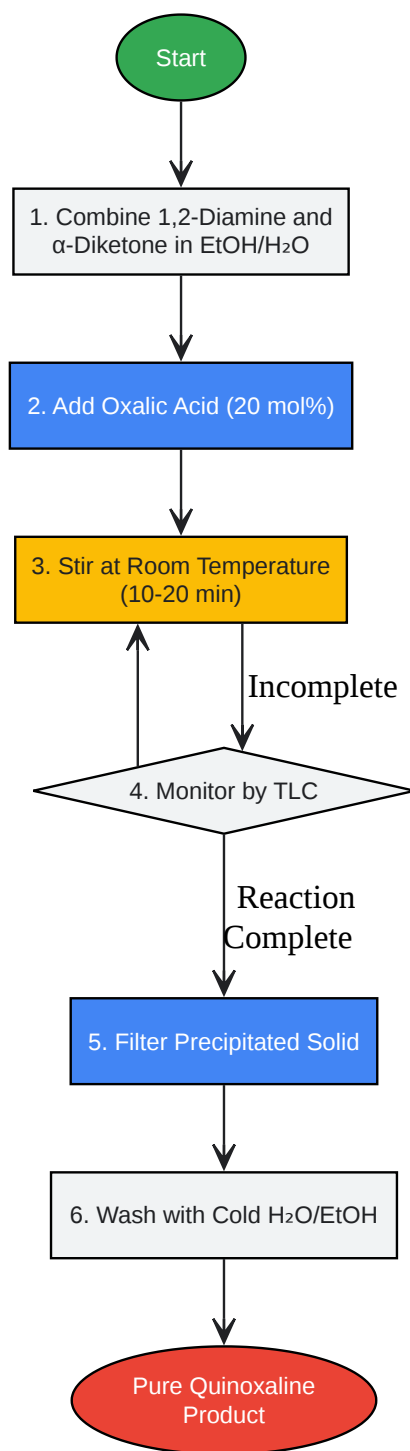 Start
1. Combine 1,2-Diamine and
α-Diketone in EtOH/H₂O
2. Add Oxalic Acid (20 mol%)
3. Stir at Room Temperature
(10-20 min)
Incomplete
4. Monitor by TLC
Reaction
Complete
5. Filter Precipitated Solid
6. Wash with Cold H₂O/EtOH
Pure Quinoxaline
Product